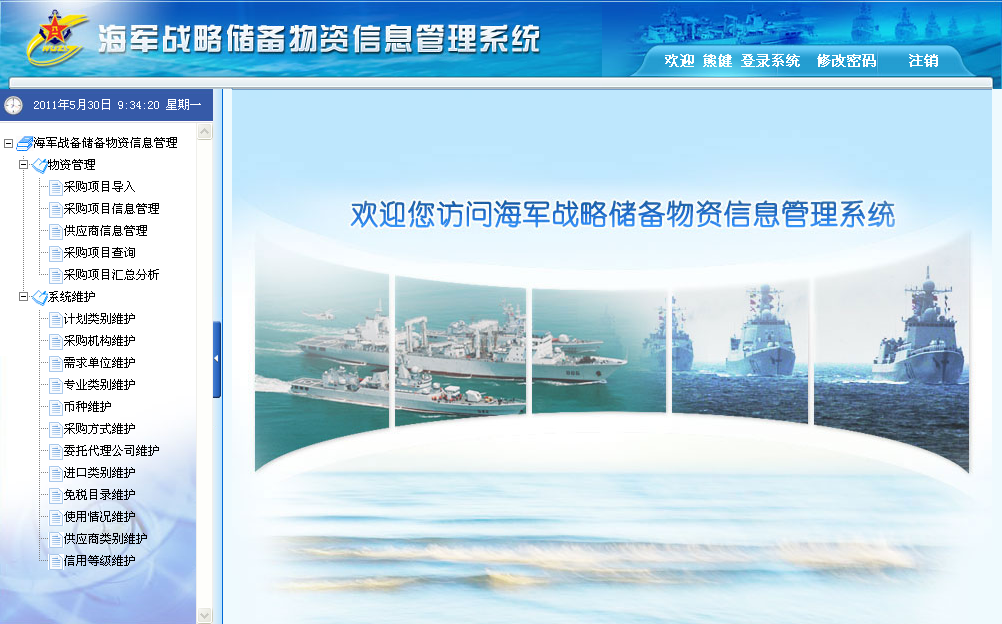 海军战略储备物资信息管理系统
欢迎 熊健 登录系统 修改密码 注销
2011年5月30日 9:34:20 星期一
海军战备储备物资信息管理
物资管理
采购项目导入
采购项目信息管理
供应商信息管理
采购项目查询
采购项目汇总分析
系统维护
计划类别维护
采购机构维护
需求单位维护
专业类别维护
币种维护
采购方式维护
委托代理公司维护
进口类别维护
免税目录维护
使用情况维护
供应商类别维护
信用等级维护
欢迎您访问海军战略储备物资信息管理系统